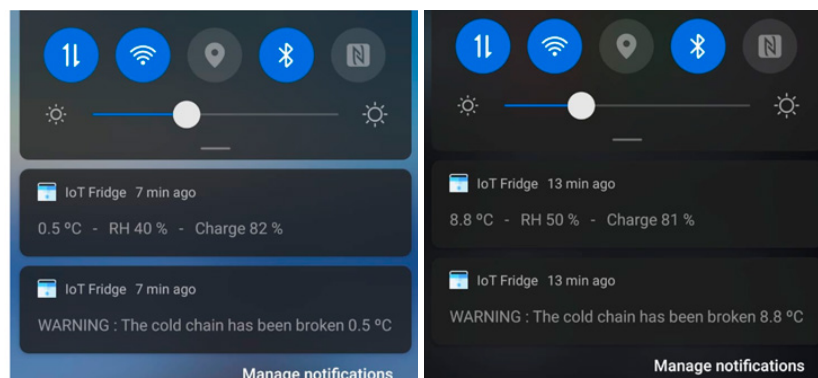 IoT Fridge 7 min ago
0.5 ºC - RH 40 % - Charge 82 %
IoT Fridge 7 min ago
WARNING : The cold chain has been broken 0.5 ºC
Manage notifications
IoT Fridge 13 min ago
8.8 ºC - RH 50 % - Charge 81 %
IoT Fridge 13 min ago
WARNING : The cold chain has been broken 8.8 ºC
Manage notifications